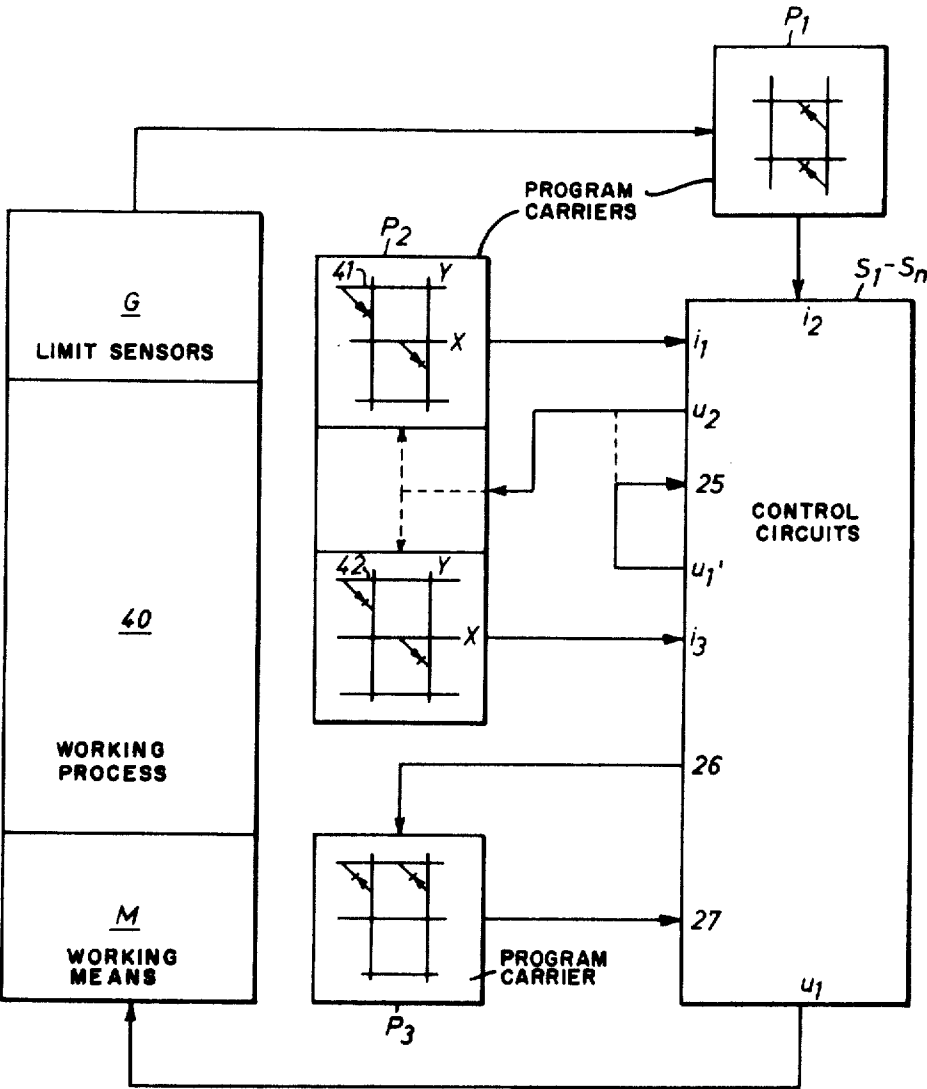 P1
PROGRAM
CARRIERS
P2
41
Y
X
G
LIMIT SENSORS
S1-Sn
i2
i1
u2
25
CONTROL
CIRCUITS
u1'
42
Y
X
i3
40
WORKING
PROCESS
26
M
WORKING
MEANS
27
PROGRAM
CARRIER
u1
P3